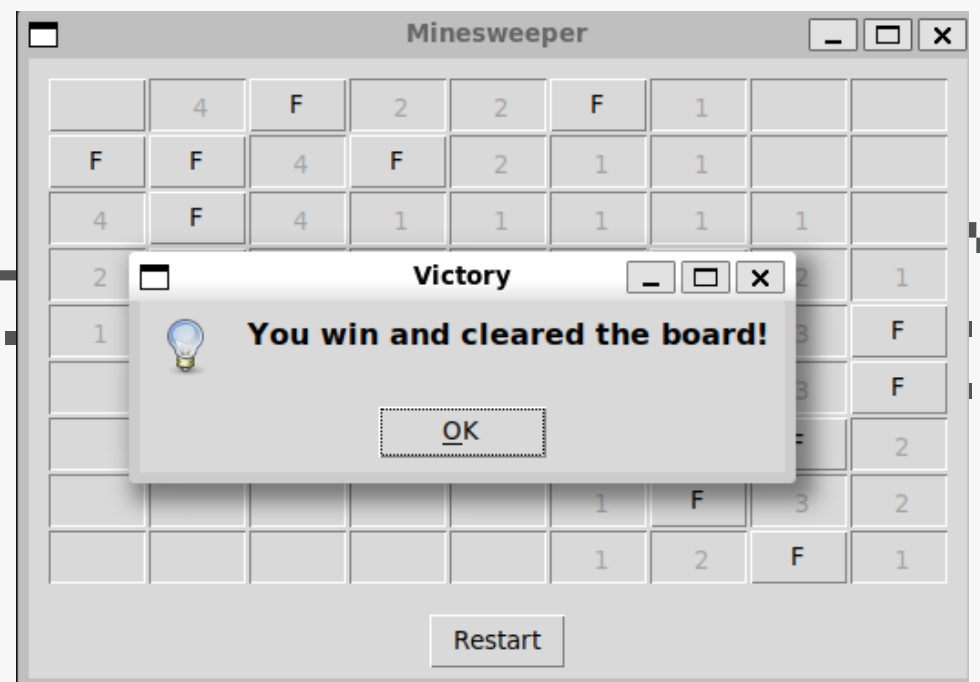 Minesweeper
4 F 2 2 F 1
F F 4 F 2 1 1
4 F 4 1 1 1 1 1
2 Victory 2 1
1 You win and cleared the board! 3 F
3 F
OK
F 2
1 F 3 2
1 2 F 1
Restart